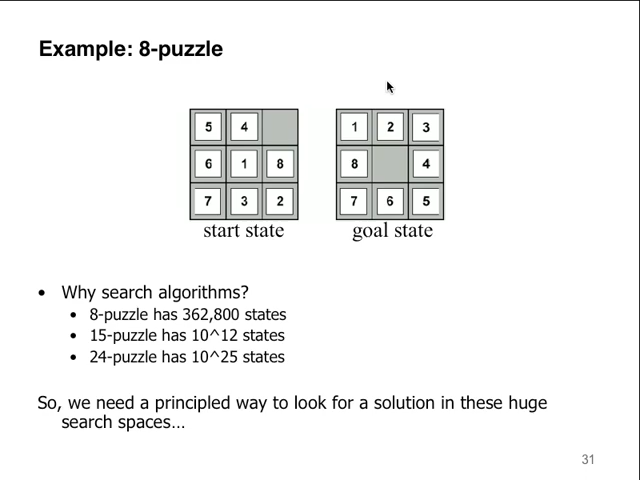 Example: 8-puzzle
5 4
6 1 8
7 3 2
start state
1 2 3
8 4
7 6 5
goal state
• Why search algorithms?
• 8-puzzle has 362,800 states
• 15-puzzle has 10^12 states
• 24-puzzle has 10^25 states
So, we need a principled way to look for a solution in these huge
search spaces…
31